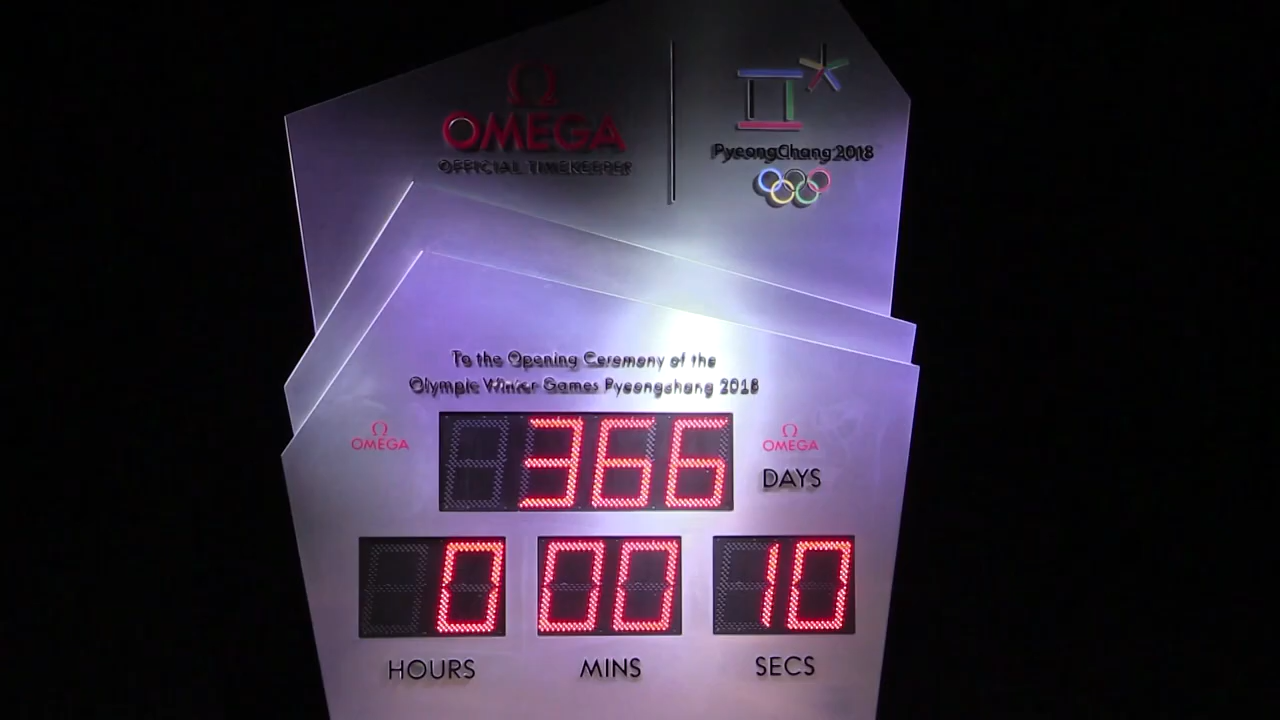 Ω
OMEGA
OFFICIAL TIMEKEEPER
PyeongChang 2018
To the Opening Ceremony of the
Olympic Winter Games Pyeongchang 2018
Ω
OMEGA
366
Ω
OMEGA
DAYS
0 00 10
HOURS MINS SECS